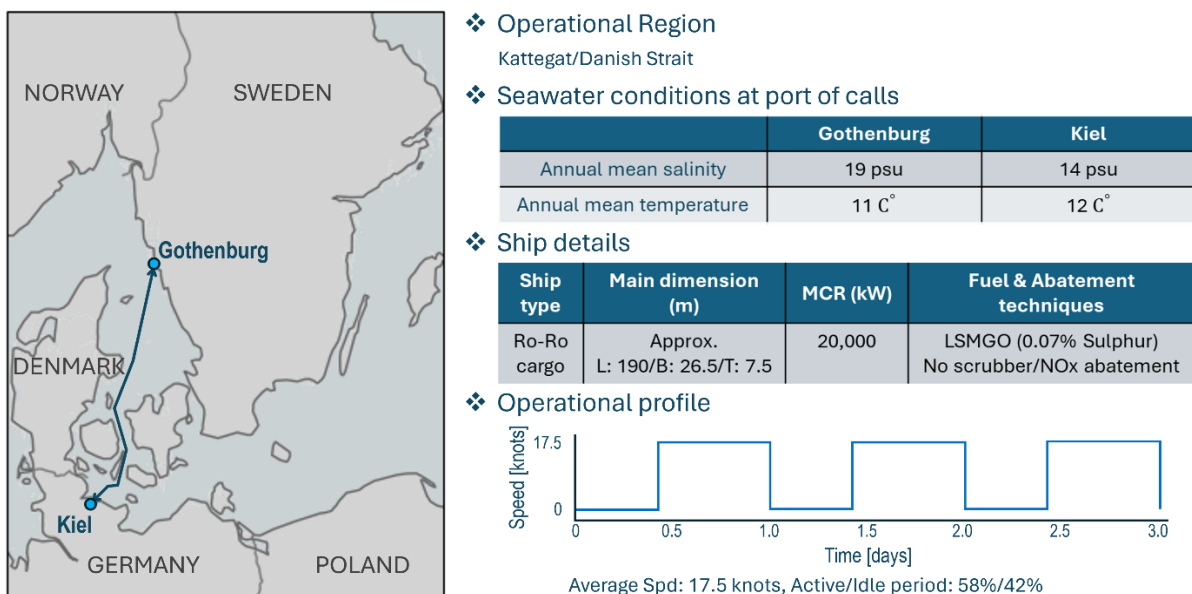 NORWAY
SWEDEN
Gothenburg
DENMARK
Kiel
GERMANY
POLAND
❖ Operational Region
Kattegat/Danish Strait
❖ Seawater conditions at port of calls
Gothenburg Kiel
Annual mean salinity 19 psu 14 psu
Annual mean temperature 11 C° 12 C°
❖ Ship details
Ship type Main dimension (m) MCR (kW) Fuel & Abatement techniques
Ro-Ro cargo Approx. L: 190/B: 26.5/T: 7.5 20,000 LSMGO (0.07% Sulphur) No scrubber/NOx abatement
❖ Operational profile
Speed [knots]
17.5
0
0 0.5 1.0 1.5 2.0 2.5 3.0
Time [days]
Average Spd: 17.5 knots, Active/Idle period: 58%/42%